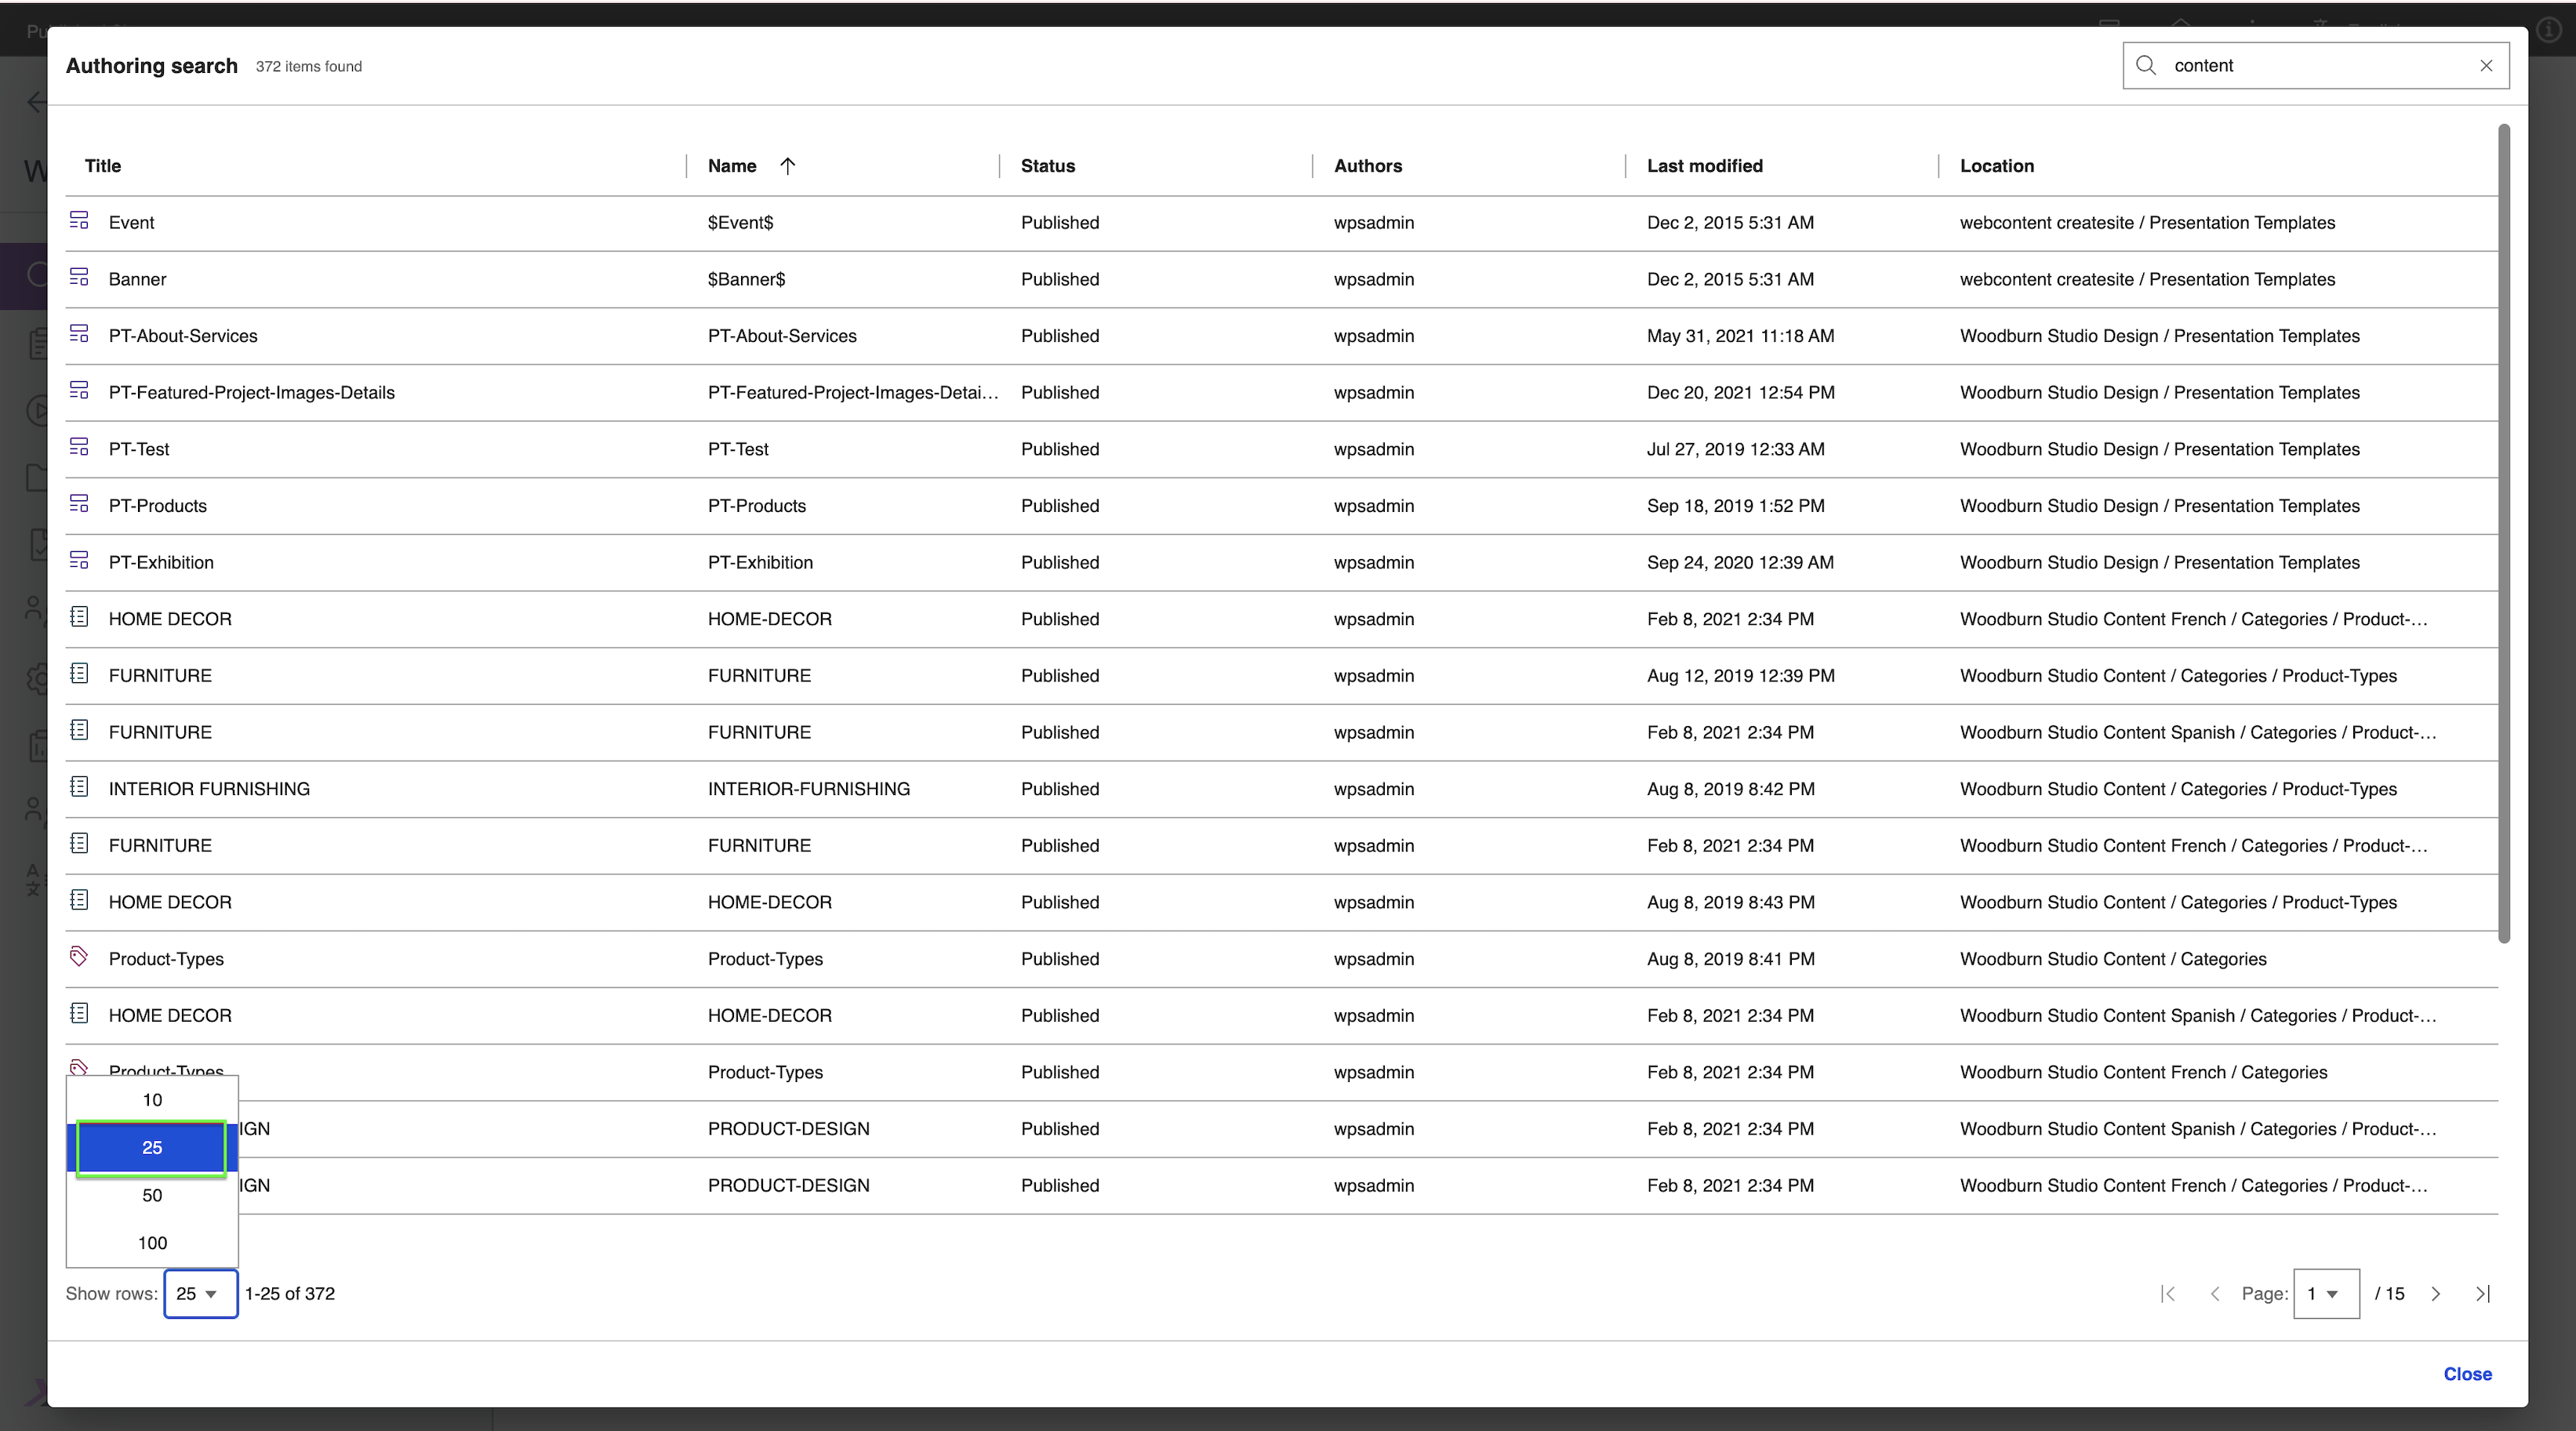 Authoring search 372 items found content
Title Name Status Authors Last modified Location
Event $Event$ Published wpsadmin Dec 2, 2015 5:31 AM webcontent createsite / Presentation Templates
Banner $Banner$ Published wpsadmin Dec 2, 2015 5:31 AM webcontent createsite / Presentation Templates
PT-About-Services PT-About-Services Published wpsadmin May 31, 2021 11:18 AM Woodburn Studio Design / Presentation Templates
PT-Featured-Project-Images-Details PT-Featured-Project-Images-Detai... Published wpsadmin Dec 20, 2021 12:54 PM Woodburn Studio Design / Presentation Templates
PT-Test PT-Test Published wpsadmin Jul 27, 2019 12:33 AM Woodburn Studio Design / Presentation Templates
PT-Products PT-Products Published wpsadmin Sep 18, 2019 1:52 PM Woodburn Studio Design / Presentation Templates
PT-Exhibition PT-Exhibition Published wpsadmin Sep 24, 2020 12:39 AM Woodburn Studio Design / Presentation Templates
HOME DECOR HOME-DECOR Published wpsadmin Feb 8, 2021 2:34 PM Woodburn Studio Content French / Categories / Product-...
FURNITURE FURNITURE Published wpsadmin Aug 12, 2019 12:39 PM Woodburn Studio Content / Categories / Product-Types
FURNITURE FURNITURE Published wpsadmin Feb 8, 2021 2:34 PM Woodburn Studio Content Spanish / Categories / Product-...
INTERIOR FURNISHING INTERIOR-FURNISHING Published wpsadmin Aug 8, 2019 8:42 PM Woodburn Studio Content / Categories / Product-Types
FURNITURE FURNITURE Published wpsadmin Feb 8, 2021 2:34 PM Woodburn Studio Content French / Categories / Product-...
HOME DECOR HOME-DECOR Published wpsadmin Aug 8, 2019 8:43 PM Woodburn Studio Content / Categories / Product-Types
Product-Types Product-Types Published wpsadmin Aug 8, 2019 8:41 PM Woodburn Studio Content / Categories
HOME DECOR HOME-DECOR Published wpsadmin Feb 8, 2021 2:34 PM Woodburn Studio Content Spanish / Categories / Product-...
Product-Types Product-Types Published wpsadmin Feb 8, 2021 2:34 PM Woodburn Studio Content French / Categories
10
IGN PRODUCT-DESIGN Published wpsadmin Feb 8, 2021 2:34 PM Woodburn Studio Content Spanish / Categories / Product-...
25
IGN PRODUCT-DESIGN Published wpsadmin Feb 8, 2021 2:34 PM Woodburn Studio Content French / Categories / Product-...
50
100
Show rows: 25 1-25 of 372 Page: 1 / 15
Close